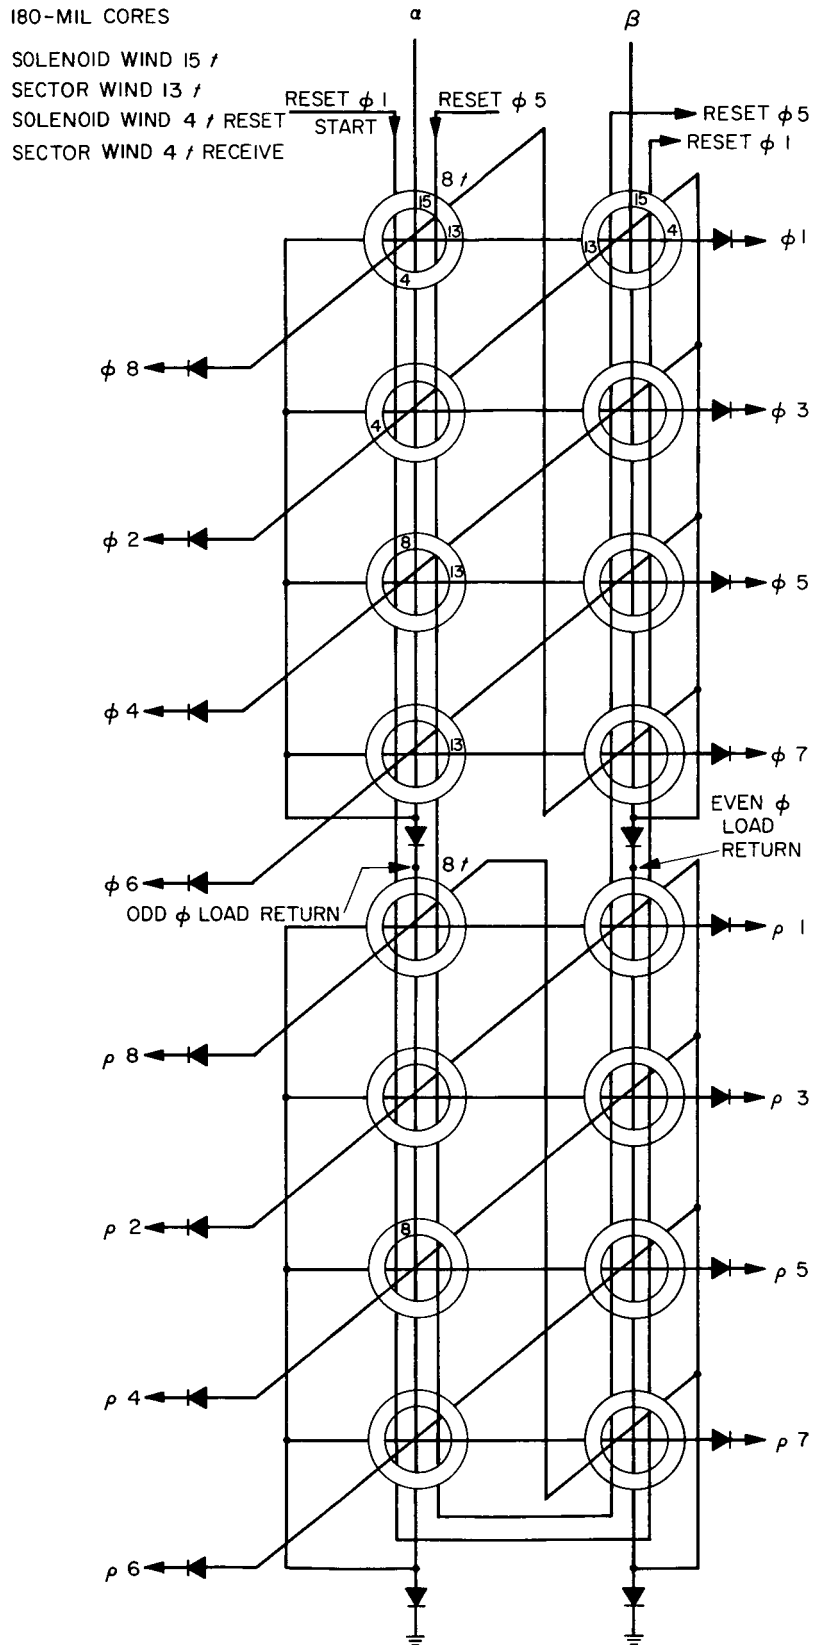 180-MIL CORES
SOLENOID WIND 15 t
SECTOR WIND 13 t
SOLENOID WIND 4 t RESET
SECTOR WIND 4 t RECEIVE
α
β
RESET ϕ 1
START
RESET ϕ 5
RESET ϕ 5
RESET ϕ 1
8 t
15
13
4
15
4
13
ϕ 1
ϕ 8
4
ϕ 3
ϕ 2
8
13
ϕ 5
ϕ 4
13
ϕ 7
EVEN ϕ
LOAD
RETURN
ϕ 6
8 t
ODD ϕ LOAD RETURN
ρ 1
ρ 8
ρ 3
ρ 2
8
ρ 5
ρ 4
ρ 7
ρ 6